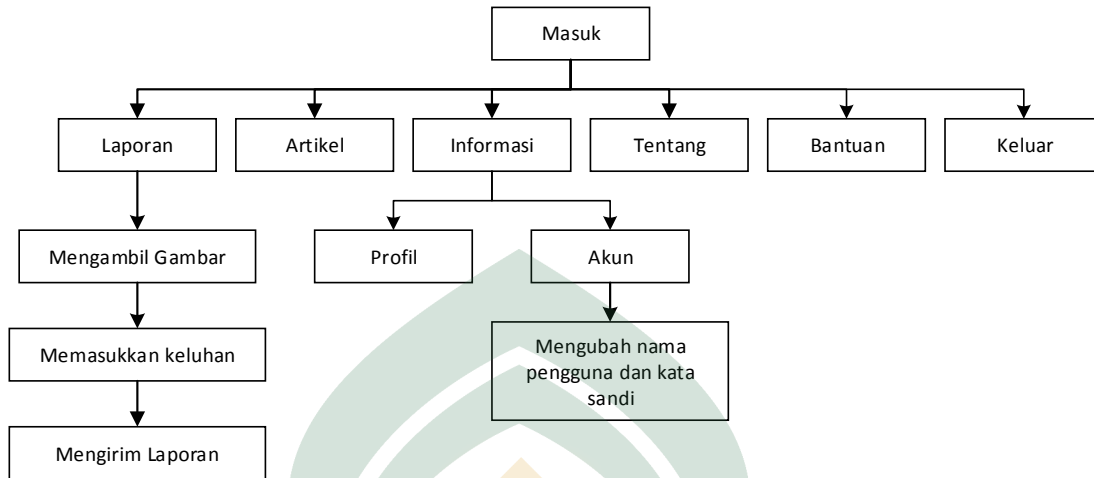 Masuk
Laporan
Artikel
Informasi
Tentang
Bantuan
Keluar
Mengambil Gambar
Profil
Akun
Memasukkan keluhan
Mengubah nama
pengguna dan kata
sandi
Mengirim Laporan